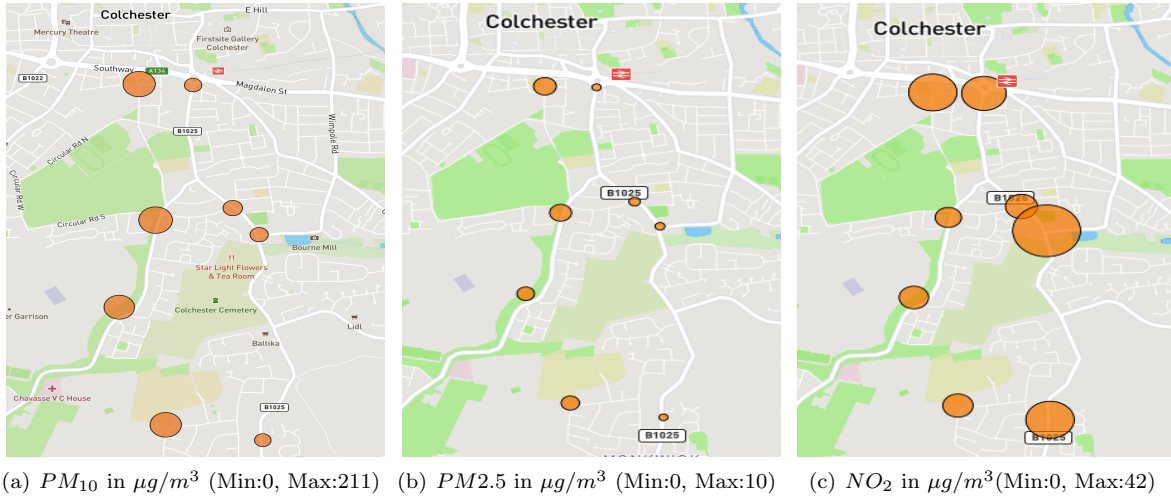 Colchester
E Hill
Mercury Theatre
Firstsite Gallery
Colchester
Southway
A134
B1022
Magdalen St
B1025
Wimpole Rd
Circular Rd N
Circular Rd W
Circular Rd S
Bourne Mill
Star Light Flowers
& Tea Room
Colchester Cemetery
er Garrison
Lidl
Baltika
Chavasse V C House
B1025
Colchester
B1025
B1025
MONKWICK
Colchester
B1025
B1025
(a) PM₁₀ in μg/m³ (Min:0, Max:211)
(b) PM2.5 in μg/m³ (Min:0, Max:10)
(c) NO₂ in μg/m³(Min:0, Max:42)